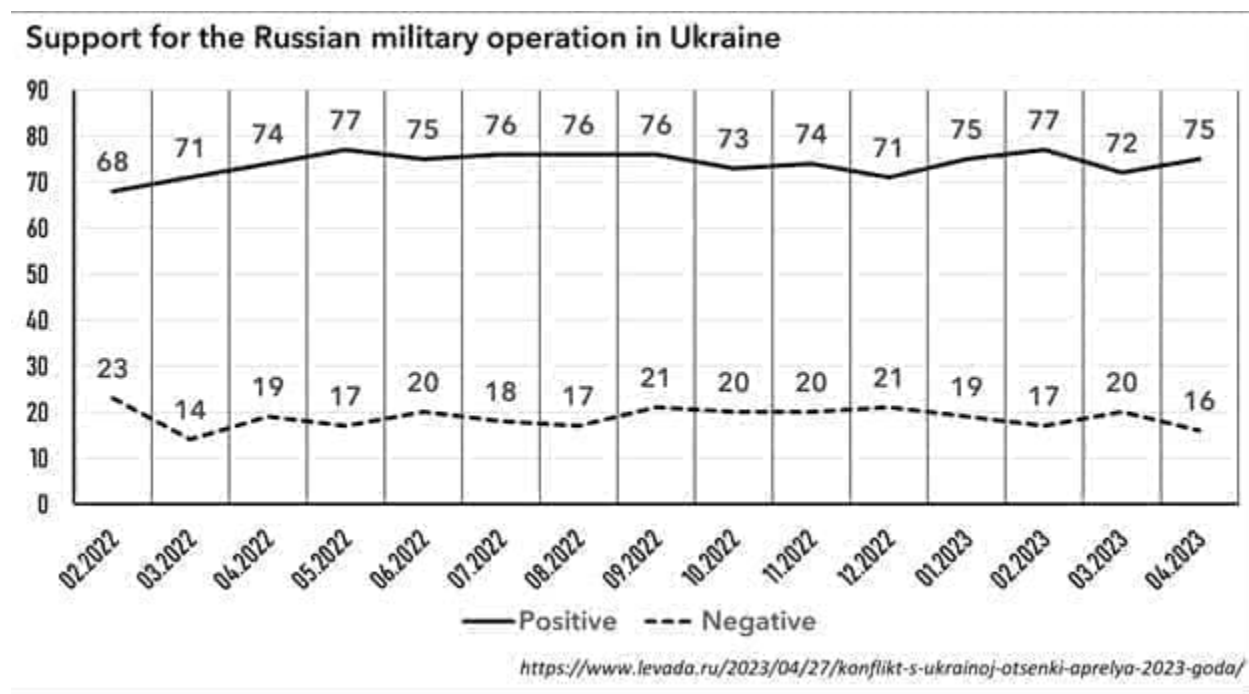 Support for the Russian military operation in Ukraine
90
80
70
60
50
40
30
20
10
0
68 71 74 77 75 76 76 76 73 74 71 75 77 72 75
23 14 19 17 20 18 17 21 20 20 21 19 17 20 16
02.2022 03.2022 04.2022 05.2022 06.2022 07.2022 08.2022 09.2022 10.2022 11.2022 12.2022 01.2023 02.2023 03.2023 04.2023
Positive Negative
https://www.levada.ru/2023/04/27/konflikt-s-ukrainoj-otsenki-aprelya-2023-goda/